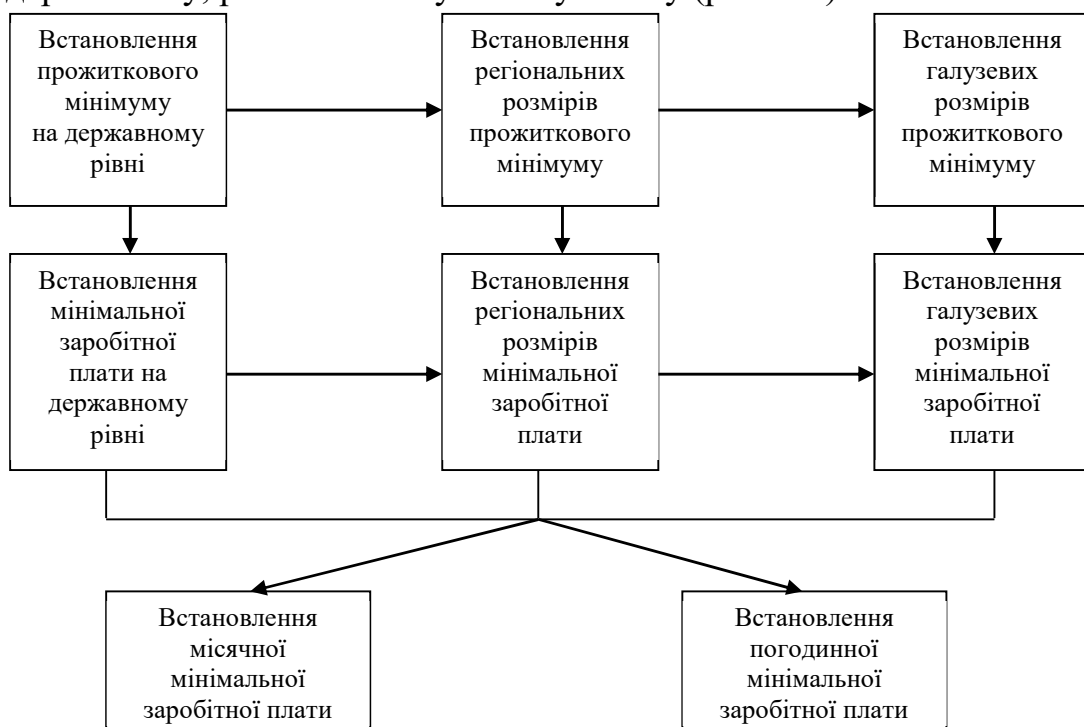 Встановлення
прожиткового
мінімуму
на державному
рівні
Встановлення
регіональних
розмірів
прожиткового
мінімуму
Встановлення
галузевих
розмірів
прожиткового
мінімуму
Встановлення
мінімальної
заробітної
плати на
державному
рівні
Встановлення
регіональних
розмірів
мінімальної
заробітної
плати
Встановлення
галузевих
розмірів
мінімальної
заробітної
плати
Встановлення
місячної
мінімальної
заробітної плати
Встановлення
погодинної
мінімальної
заробітної плати